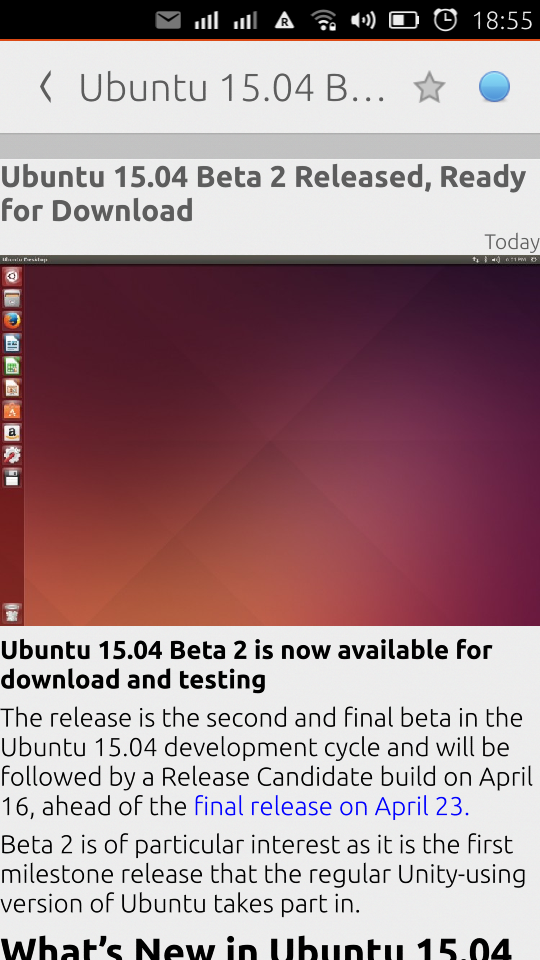 18:55
Ubuntu 15.04 B...
Ubuntu 15.04 Beta 2 Released, Ready
for Download
Today
Ubuntu Desktop
Ubuntu 15.04 Beta 2 is now available for
download and testing
The release is the second and final beta in the
Ubuntu 15.04 development cycle and will be
followed by a Release Candidate build on April
16, ahead of the final release on April 23.
Beta 2 is of particular interest as it is the first
milestone release that the regular Unity-using
version of Ubuntu takes part in.
What’s New in Ubuntu 15.04